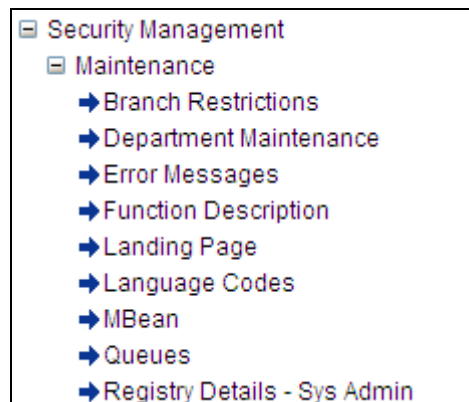 Security Management
Maintenance
Branch Restrictions
Department Maintenance
Error Messages
Function Description
Landing Page
Language Codes
MBean
Queues
Registry Details - Sys Admin